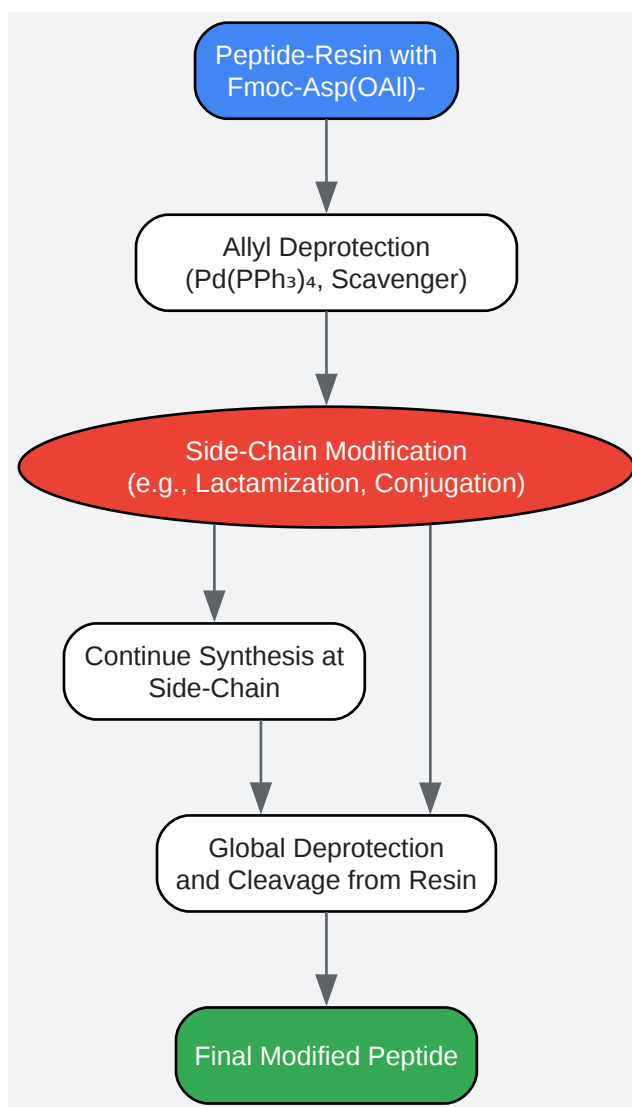 Peptide-Resin with
Fmoc-Asp(OAll)-
Allyl Deprotection
(Pd(PPh₃)₄, Scavenger)
Side-Chain Modification
(e.g., Lactamization, Conjugation)
Continue Synthesis at
Side-Chain
Global Deprotection
and Cleavage from Resin
Final Modified Peptide